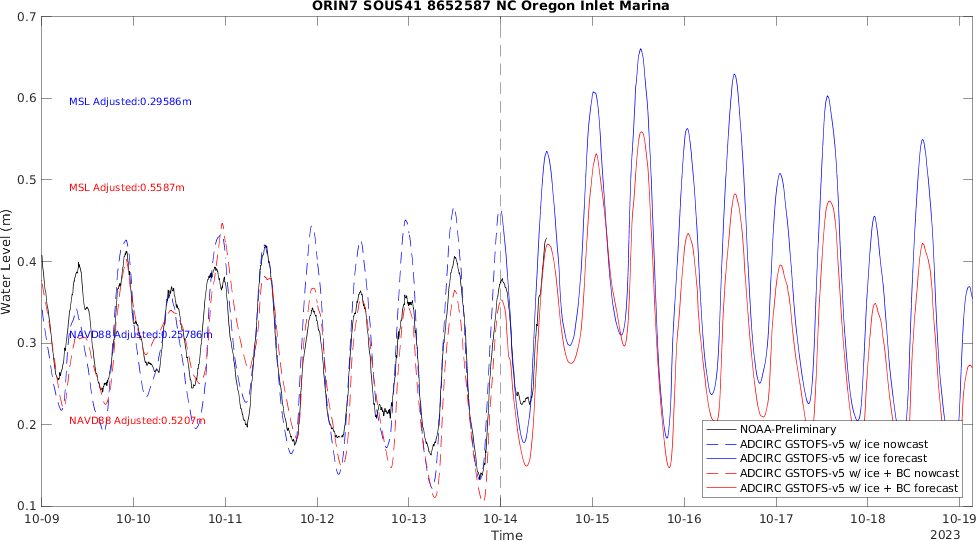 ORIN7 SOUS41 8652587 NC Oregon Inlet Marina
0.7
0.6
0.5
0.4
0.3
0.2
0.1
Water Level (m)
MSL Adjusted:0.29586m
MSL Adjusted:0.5587m
NAVD88 Adjusted:0.25786m
NAVD88 Adjusted:0.5207m
NOAA-Preliminary
ADCIRC GSTOFS-v5 w/ ice nowcast
ADCIRC GSTOFS-v5 w/ ice forecast
ADCIRC GSTOFS-v5 w/ ice + BC nowcast
ADCIRC GSTOFS-v5 w/ ice + BC forecast
10-09 10-10 10-11 10-12 10-13 10-14 10-15 10-16 10-17 10-18 10-19
Time
2023